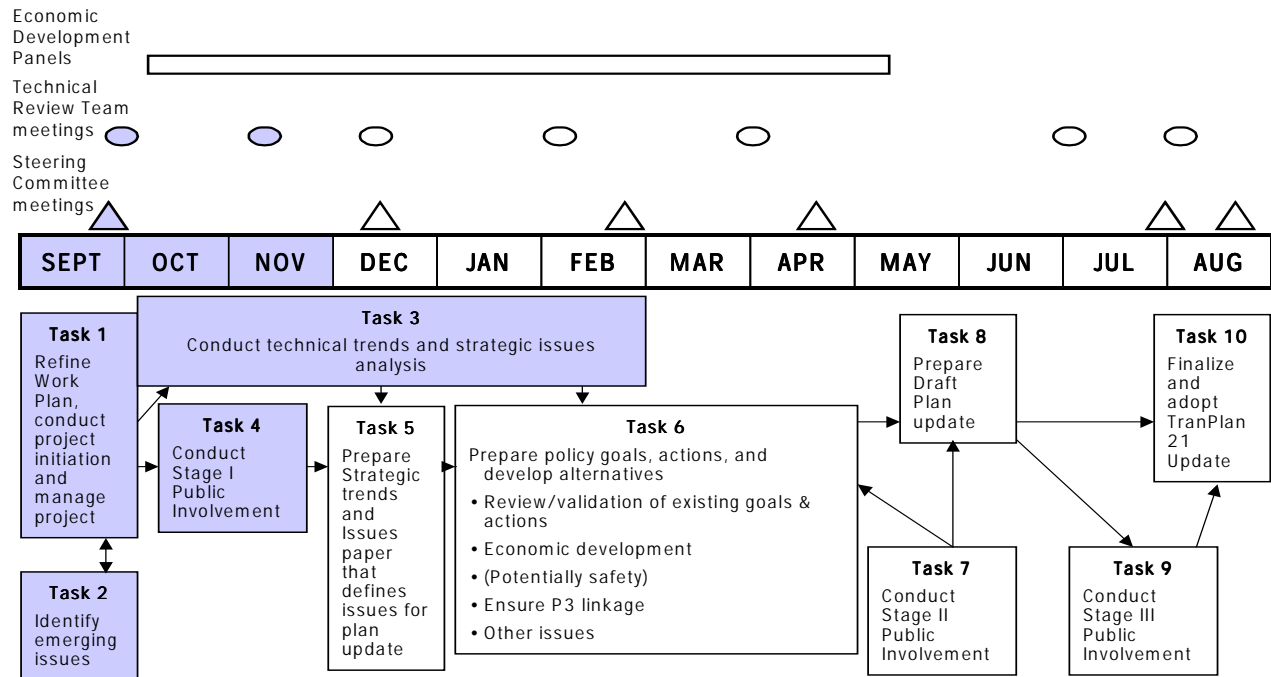 Economic
Development
Panels
Technical
Review Team
meetings
Steering
Committee
meetings
SEPT OCT NOV DEC JAN FEB MAR APR MAY JUN JUL AUG
Task 1
Refine
Work
Plan,
conduct
project
initiation
and
manage
project
Task 2
Identify
emerging
issues
Task 3
Conduct technical trends and strategic issues
analysis
Task 4
Conduct
Stage I
Public
Involvement
Task 5
Prepare
Strategic
trends
and
Issues
paper
that
defines
issues for
plan
update
Task 6
Prepare policy goals, actions, and
develop alternatives
• Review/validation of existing goals &
actions
• Economic development
• (Potentially safety)
• Ensure P3 linkage
• Other issues
Task 7
Conduct
Stage II
Public
Involvement
Task 8
Prepare
Draft
Plan
update
Task 9
Conduct
Stage III
Public
Involvement
Task 10
Finalize
and
adopt
TranPlan
21
Update